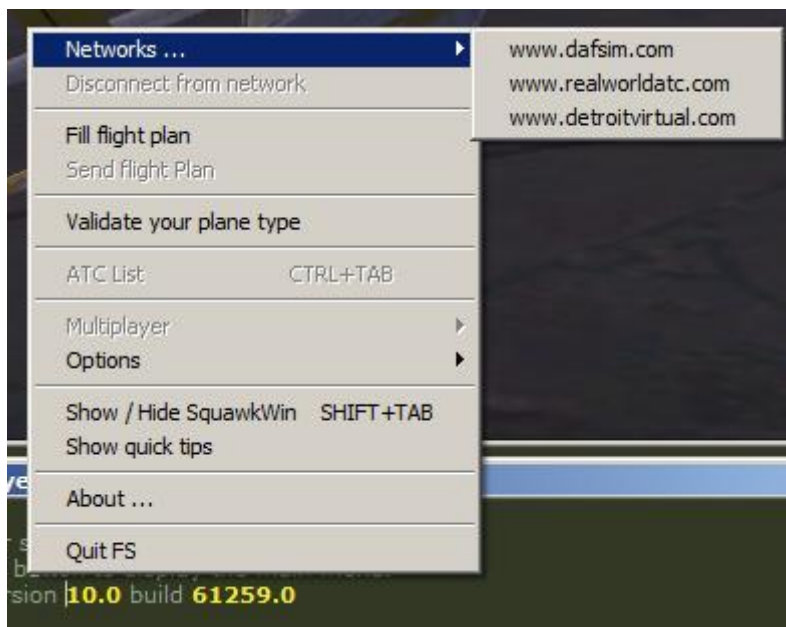 Networks ...
www.dafsim.com
Disconnect from network
www.realworldatc.com
www.detroitvirtual.com
Fill flight plan
Send flight Plan
Validate your plane type
ATC List CTRL+TAB
Multiplayer
Options
Show / Hide SquawkWin SHIFT+TAB
Show quick tips
About ...
Quit FS
10.0 build 61259.0